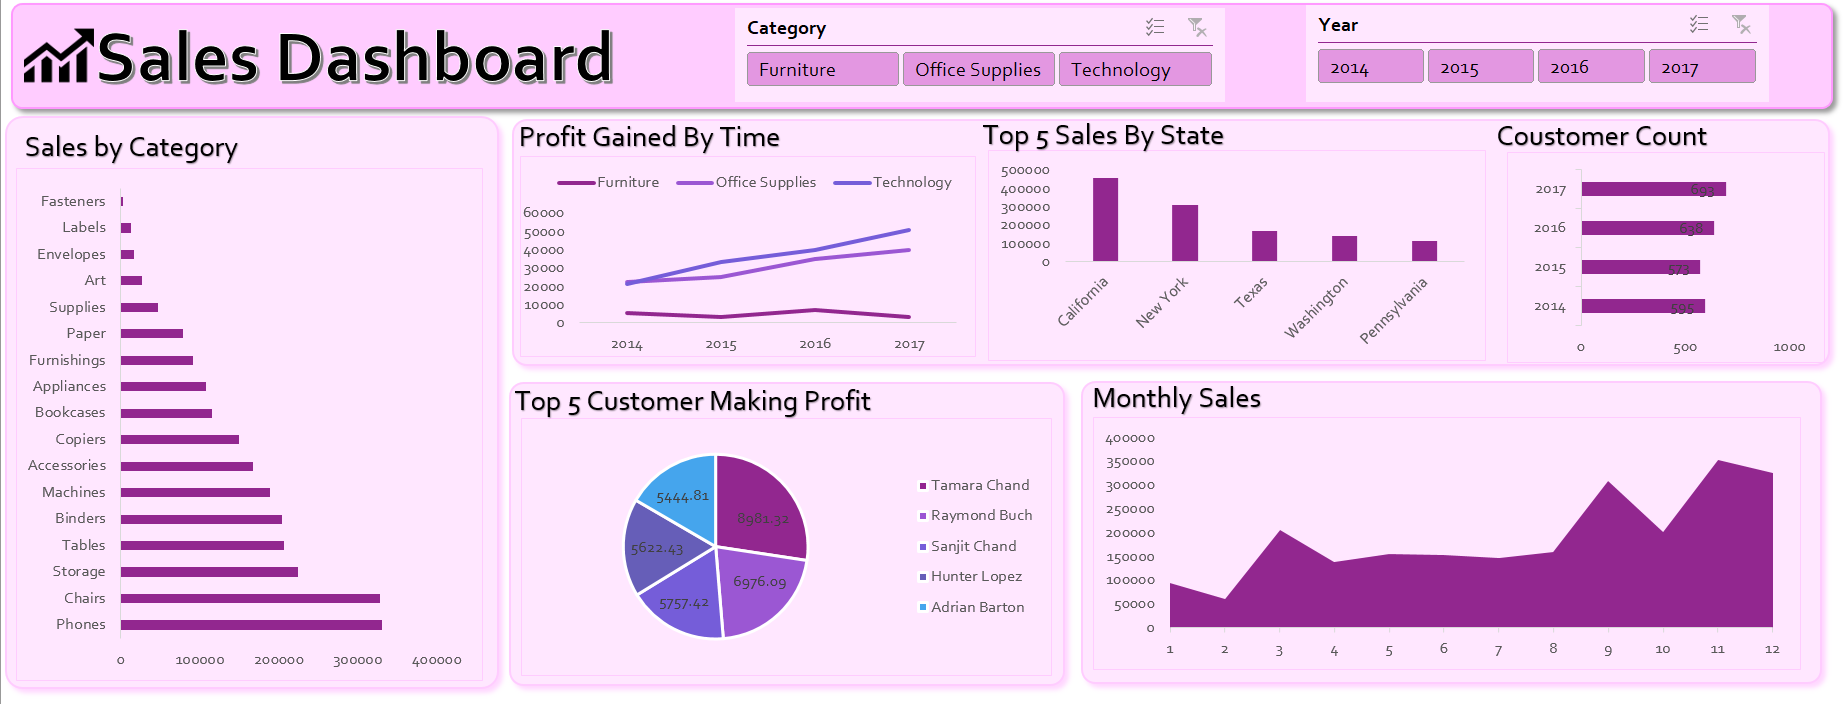 Sales Dashboard
Category
Furniture
Office Supplies
Technology
Year
2014
2015
2016
2017
Sales by Category
Fasteners
Labels
Envelopes
Art
Supplies
Paper
Furnishings
Appliances
Bookcases
Copiers
Accessories
Machines
Binders
Tables
Storage
Chairs
Phones
0 100000 200000 300000 400000
Profit Gained By Time
Furniture Office Supplies Technology
60000
50000
40000
30000
20000
10000
0
2014 2015 2016 2017
Top 5 Sales By State
500000
400000
300000
200000
100000
0
California
New York
Texas
Washington
Pennsylvania
Coustomer Count
2017 693
2016 638
2015 573
2014 595
0 500 1000
Top 5 Customer Making Profit
5444.81
8981.32
5622.43
6976.09
5757.42
Tamara Chand
Raymond Buch
Sanjit Chand
Hunter Lopez
Adrian Barton
Monthly Sales
400000
350000
300000
250000
200000
150000
100000
50000
0
1 2 3 4 5 6 7 8 9 10 11 12